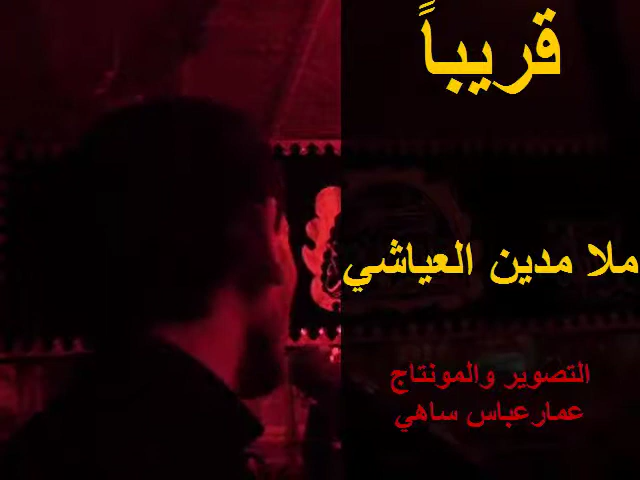 قريباً
ملا مدين العياشي
التصوير والمونتاج
عمارعباس ساهي